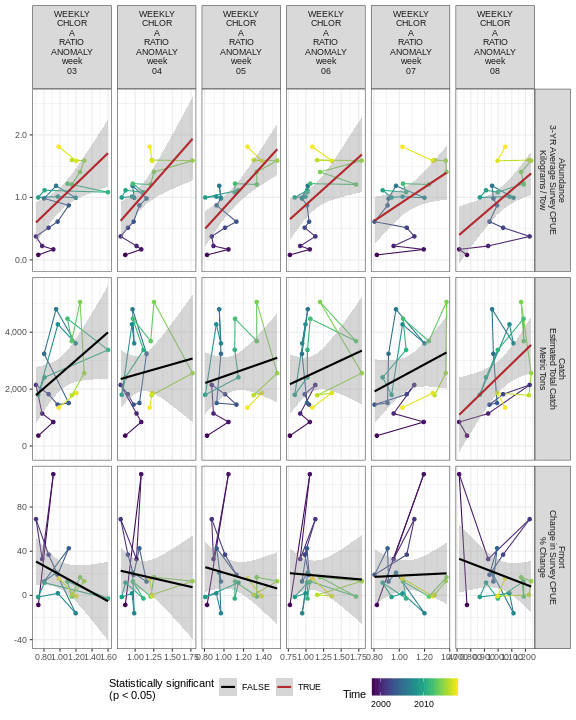 WEEKLY CHLOR A RATIO ANOMALY week 03
WEEKLY CHLOR A RATIO ANOMALY week 04
WEEKLY CHLOR A RATIO ANOMALY week 05
WEEKLY CHLOR A RATIO ANOMALY week 06
WEEKLY CHLOR A RATIO ANOMALY week 07
WEEKLY CHLOR A RATIO ANOMALY week 08
2.0
1.0
0.0
Abundance
3-YR Average Survey CPUE
Kilograms / Tow
4,000
2,000
0
Catch
Estimated Total Catch
Metric Tons
80
40
0
-40
Fmort
Change in Survey CPUE
% Change
0.80 1.00 1.20 1.40 1.60
1.00 1.25 1.50 1.75
0.80 1.00 1.20 1.40
0.75 1.00 1.25 1.50 1.75
0.80 1.00 1.20
Statistically significant
(p < 0.05)
FALSE
TRUE
Time
2000
2010